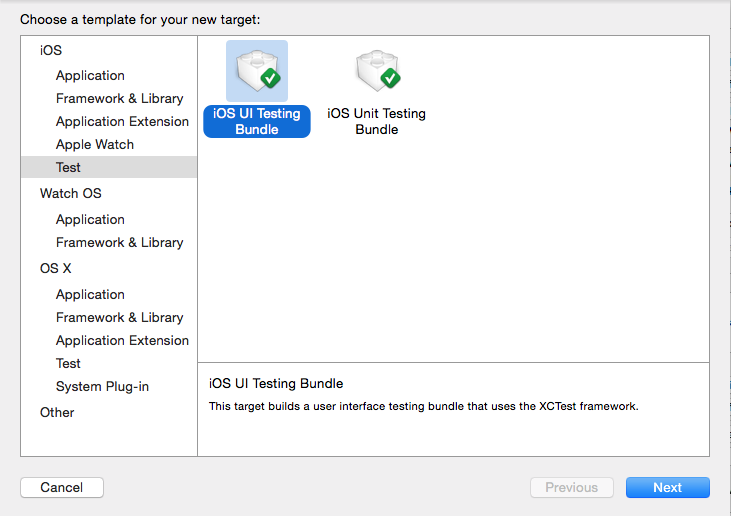 Choose a template for your new target:
iOS
Application
Framework & Library
Application Extension
Apple Watch
Test
Watch OS
Application
Framework & Library
OS X
Application
Framework & Library
Application Extension
Test
System Plug-in
Other
iOS UI Testing
Bundle
iOS Unit Testing
Bundle
iOS UI Testing Bundle
This target builds a user interface testing bundle that uses the XCTest framework.
Cancel
Previous
Next